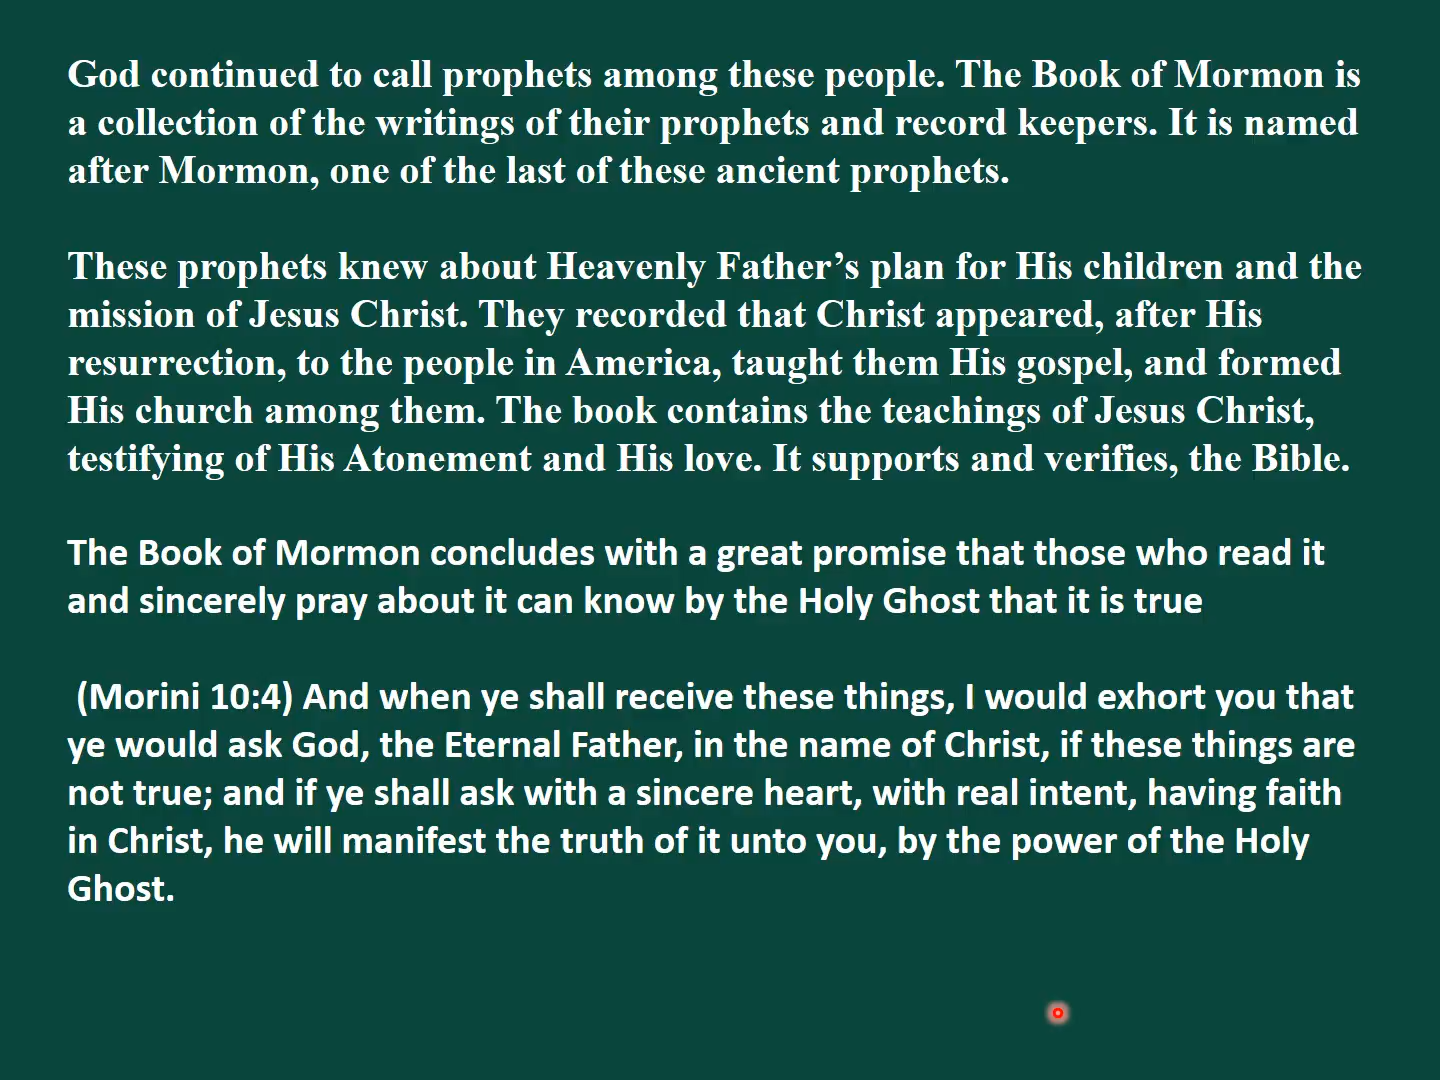 God continued to call prophets among these people. The Book of Mormon is
a collection of the writings of their prophets and record keepers. It is named
after Mormon, one of the last of these ancient prophets.
These prophets knew about Heavenly Father’s plan for His children and the
mission of Jesus Christ. They recorded that Christ appeared, after His
resurrection, to the people in America, taught them His gospel, and formed
His church among them. The book contains the teachings of Jesus Christ,
testifying of His Atonement and His love. It supports and verifies, the Bible.
The Book of Mormon concludes with a great promise that those who read it
and sincerely pray about it can know by the Holy Ghost that it is true
(Morini 10:4) And when ye shall receive these things, I would exhort you that
ye would ask God, the Eternal Father, in the name of Christ, if these things are
not true; and if ye shall ask with a sincere heart, with real intent, having faith
in Christ, he will manifest the truth of it unto you, by the power of the Holy
Ghost.